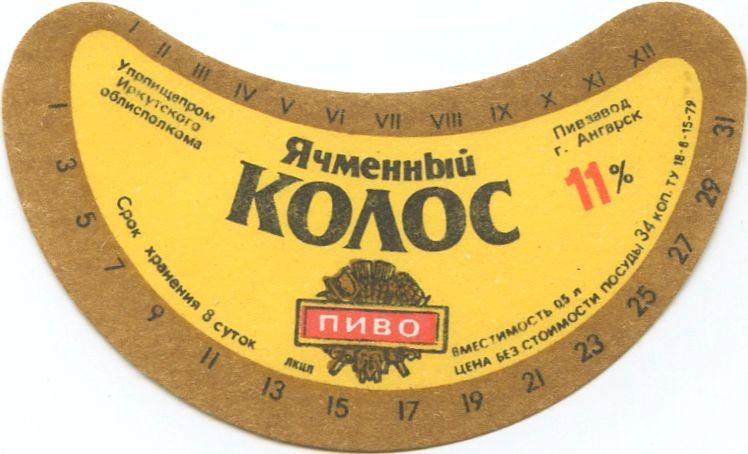 I II III IV V VI VII VIII IX X XI XII
Упрпищепром
Иркутского
облисполкома
Пивзавод
г. Ангарск
Ячменный
КОЛОС
11%
ПИВО
Срок хранения 8 суток
лкцп
ВМЕСТИМОСТЬ 0,5 л
ЦЕНА БЕЗ СТОИМОСТИ ПОСУДЫ 34 КОП. ТУ 18-6-15-79
1 3 5 7 9 11 13 15 17 19 21 23 25 27 29 31